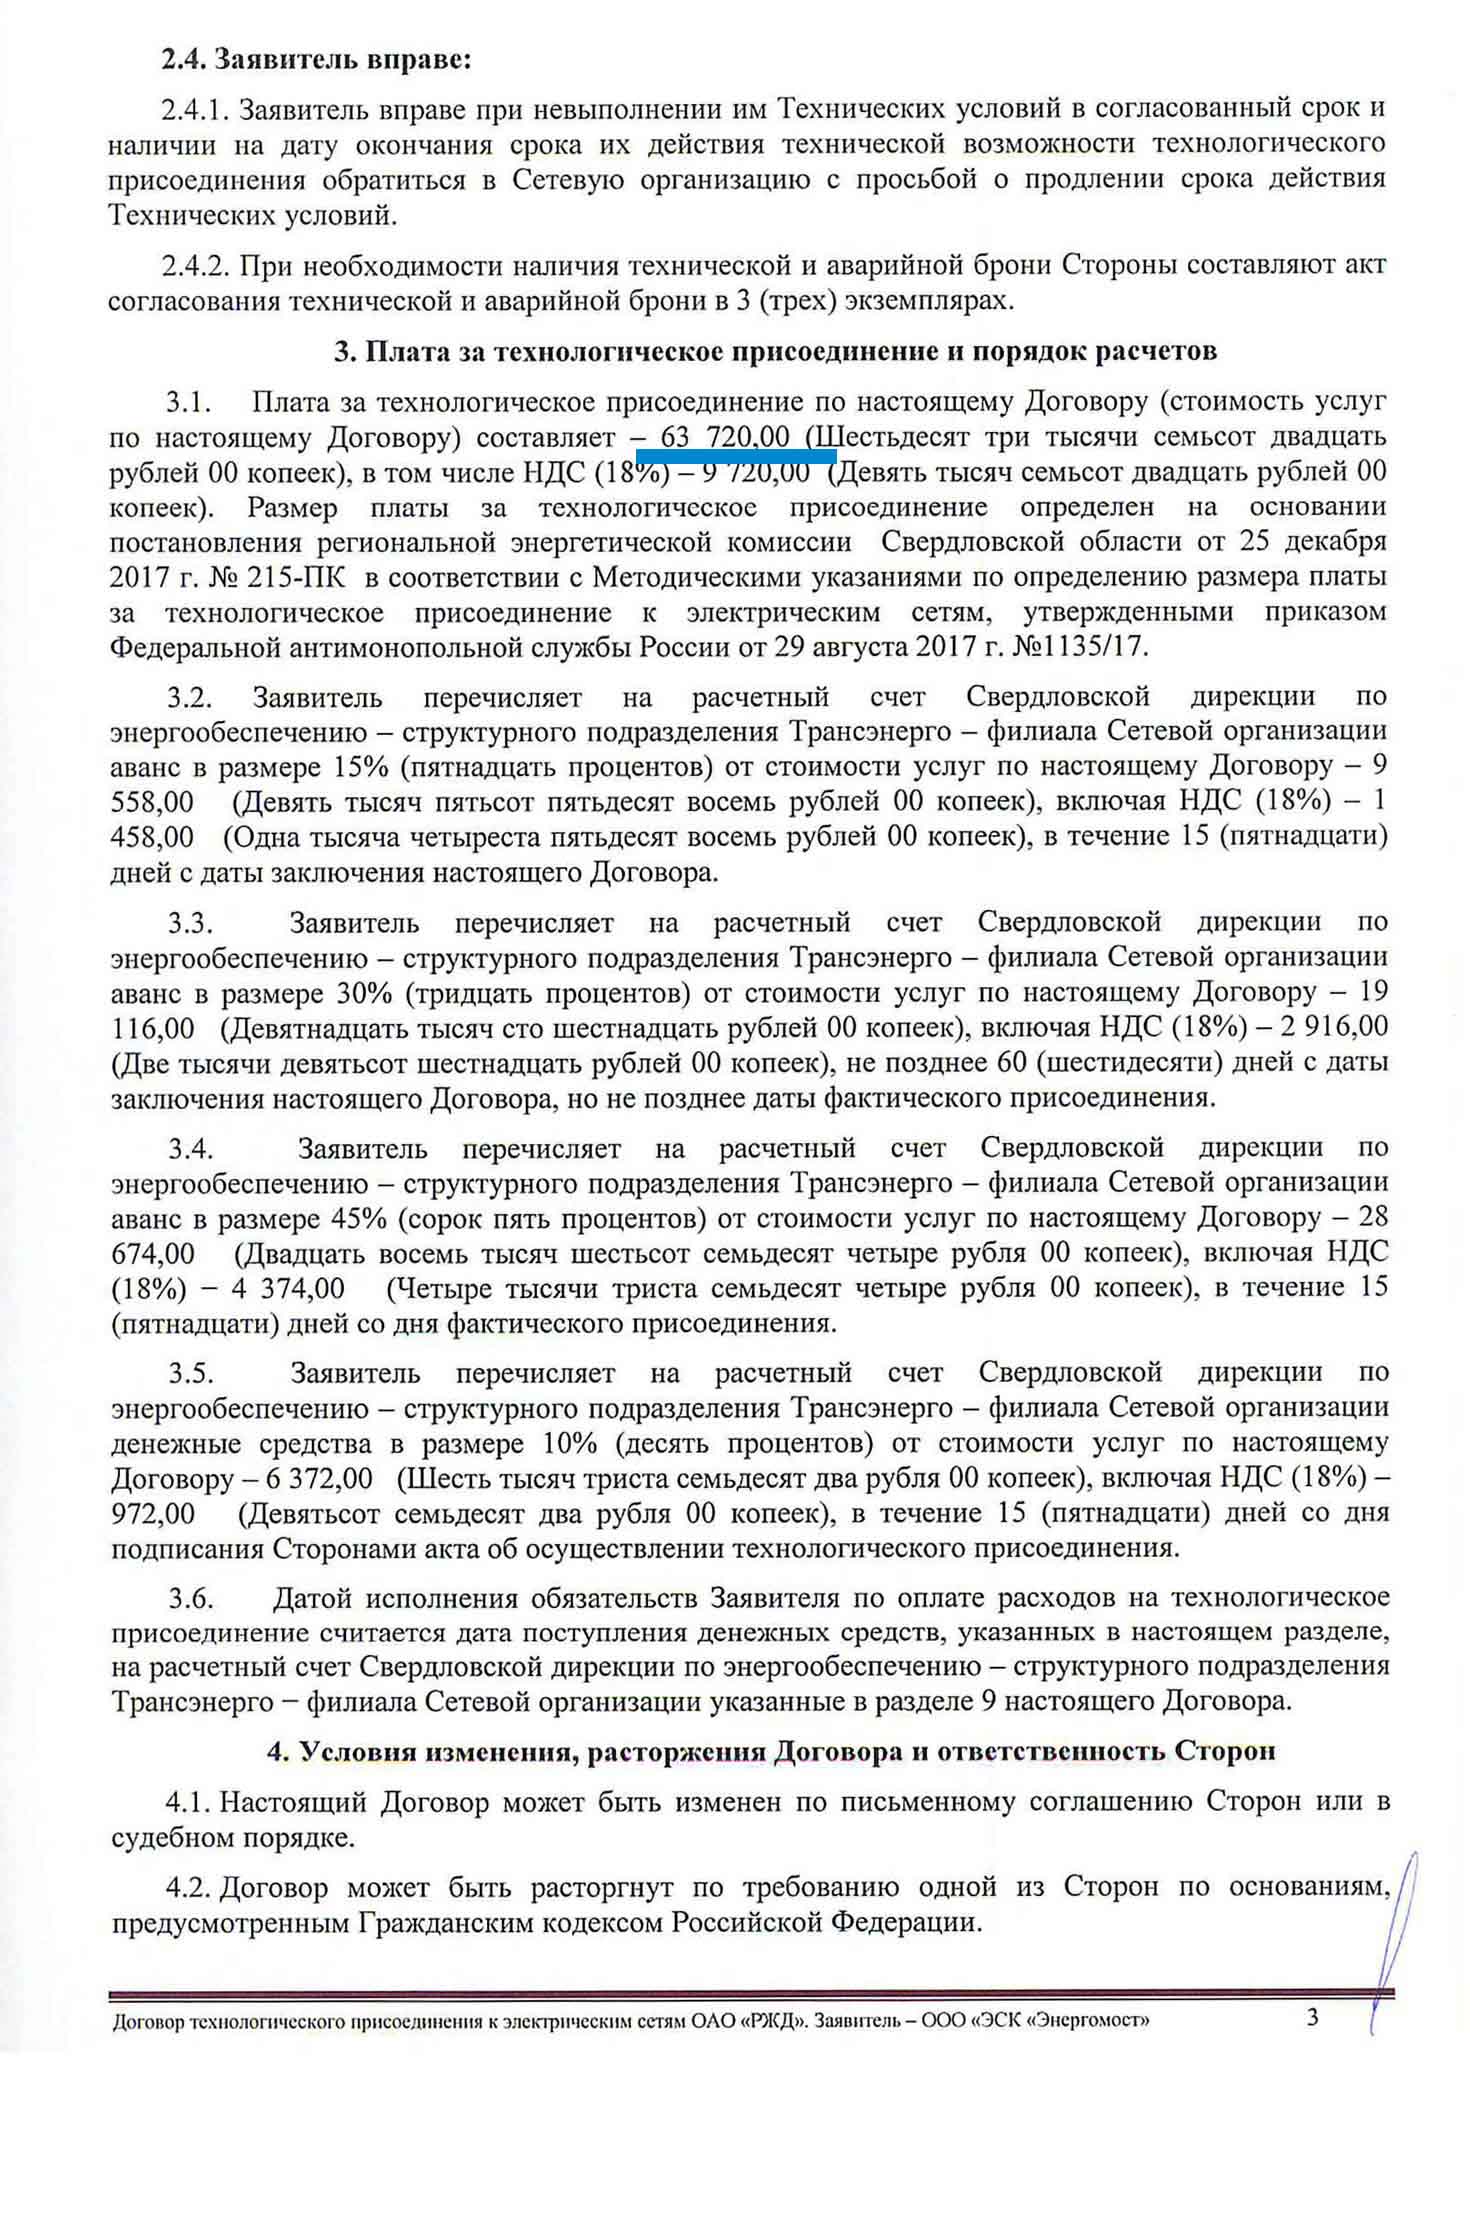 2.4. Заявитель вправе:
2.4.1. Заявитель вправе при невыполнении им Технических условий в согласованный срок и
наличии на дату окончания срока их действия технической возможности технологического
присоединения обратиться в Сетевую организацию с просьбой о продлении срока действия
Технических условий.
2.4.2. При необходимости наличия технической и аварийной брони Стороны составляют акт
согласования технической и аварийной брони в 3 (трех) экземплярах.
3. Плата за технологическое присоединение и порядок расчетов
3.1. Плата за технологическое присоединение по настоящему Договору (стоимость услуг
по настоящему Договору) составляет – 63 720,00 (Шестьдесят три тысячи семьсот двадцать
рублей 00 копеек), в том числе НДС (18%) – 9 720,00 (Девять тысяч семьсот двадцать рублей 00
копеек). Размер платы за технологическое присоединение определен на основании
постановления региональной энергетической комиссии Свердловской области от 25 декабря
2017 г. № 215-ПК в соответствии с Методическими указаниями по определению размера платы
за технологическое присоединение к электрическим сетям, утвержденными приказом
Федеральной антимонопольной службы России от 29 августа 2017 г. №1135/17.
3.2. Заявитель перечисляет на расчетный счет Свердловской дирекции по
энергообеспечению – структурного подразделения Трансэнерго – филиала Сетевой организации
аванс в размере 15% (пятнадцать процентов) от стоимости услуг по настоящему Договору – 9
558,00 (Девять тысяч пятьсот пятьдесят восемь рублей 00 копеек), включая НДС (18%) – 1
458,00 (Одна тысяча четыреста пятьдесят восемь рублей 00 копеек), в течение 15 (пятнадцати)
дней с даты заключения настоящего Договора.
3.3. Заявитель перечисляет на расчетный счет Свердловской дирекции по
энергообеспечению – структурного подразделения Трансэнерго – филиала Сетевой организации
аванс в размере 30% (тридцать процентов) от стоимости услуг по настоящему Договору – 19
116,00 (Девятнадцать тысяч сто шестнадцать рублей 00 копеек), включая НДС (18%) – 2 916,00
(Две тысячи девятьсот шестнадцать рублей 00 копеек), не позднее 60 (шестидесяти) дней с даты
заключения настоящего Договора, но не позднее даты фактического присоединения.
3.4. Заявитель перечисляет на расчетный счет Свердловской дирекции по
энергообеспечению – структурного подразделения Трансэнерго – филиала Сетевой организации
аванс в размере 45% (сорок пять процентов) от стоимости услуг по настоящему Договору – 28
674,00 (Двадцать восемь тысяч шестьсот семьдесят четыре рубля 00 копеек), включая НДС
(18%) − 4 374,00 (Четыре тысячи триста семьдесят четыре рубля 00 копеек), в течение 15
(пятнадцати) дней со дня фактического присоединения.
3.5. Заявитель перечисляет на расчетный счет Свердловской дирекции по
энергообеспечению – структурного подразделения Трансэнерго – филиала Сетевой организации
денежные средства в размере 10% (десять процентов) от стоимости услуг по настоящему
Договору – 6 372,00 (Шесть тысяч триста семьдесят два рубля 00 копеек), включая НДС (18%) –
972,00 (Девятьсот семьдесят два рубля 00 копеек), в течение 15 (пятнадцати) дней со дня
подписания Сторонами акта об осуществлении технологического присоединения.
3.6. Датой исполнения обязательств Заявителя по оплате расходов на технологическое
присоединение считается дата поступления денежных средств, указанных в настоящем разделе,
на расчетный счет Свердловской дирекции по энергообеспечению – структурного подразделения
Трансэнерго − филиала Сетевой организации указанные в разделе 9 настоящего Договора.
4. Условия изменения, расторжения Договора и ответственность Сторон
4.1. Настоящий Договор может быть изменен по письменному соглашению Сторон или в
судебном порядке.
4.2. Договор может быть расторгнут по требованию одной из Сторон по основаниям,
предусмотренным Гражданским кодексом Российской Федерации.
Договор технологического присоединения к электрическим сетям ОАО «РЖД». Заявитель – ООО «ЭСК «Энергомост» 3